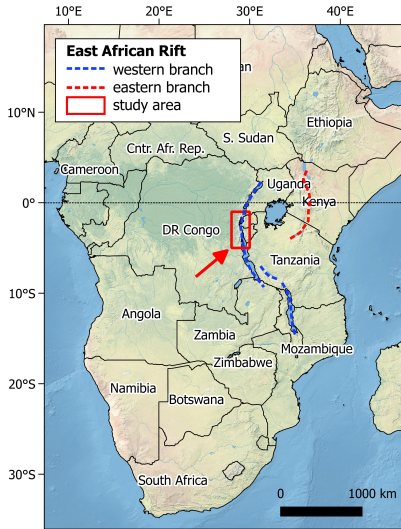 10°E 20°E 30°E 40°E
East African Rift
western branch
eastern branch
study area
an
Ethiopia
10°N
S. Sudan
Cntr. Afr. Rep.
Cameroon
Uganda
0°
Kenya
DR Congo
Tanzania
10°S
Angola
Zambia
Mozambique
Zimbabwe
20°S
Namibia
Botswana
30°S
South Africa
0 1000 km